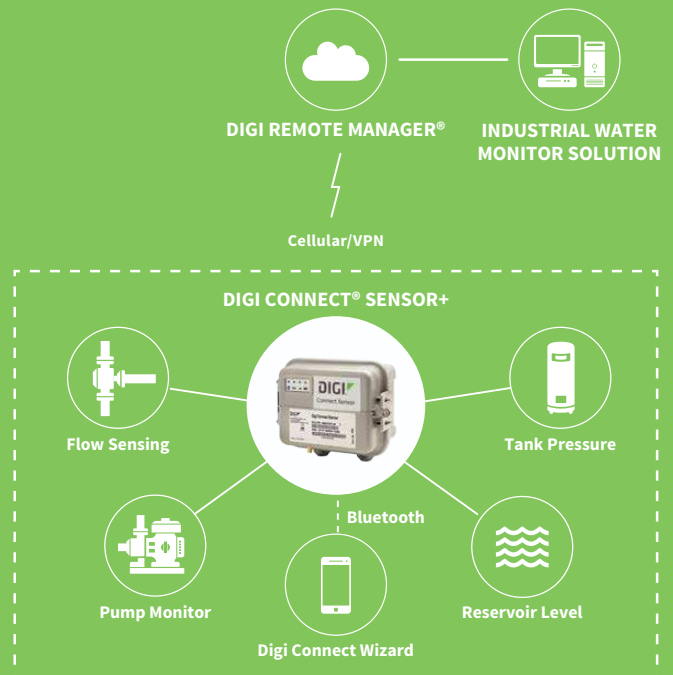 DIGI REMOTE MANAGER®
INDUSTRIAL WATER
MONITOR SOLUTION
Cellular/VPN
DIGI CONNECT® SENSOR+
DIGI
Connect Sensor
Flow Sensing
Tank Pressure
Bluetooth
Pump Monitor
Reservoir Level
Digi Connect Wizard